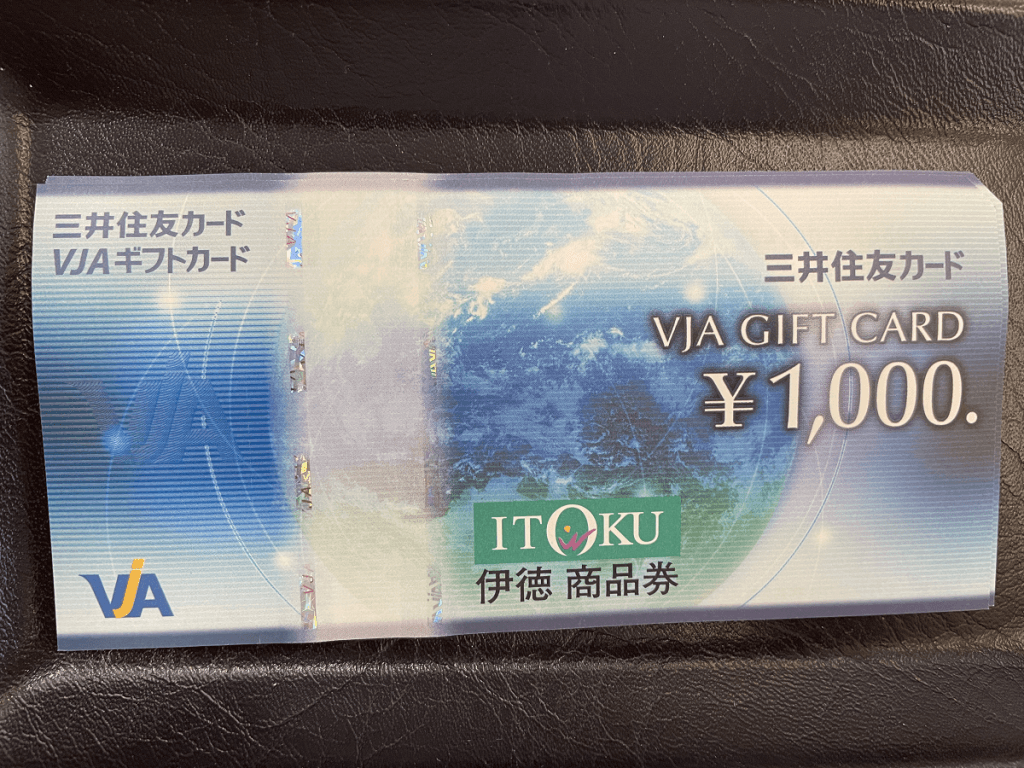 三井住友カード
VJAギフトカード
VJA
VJA
三井住友カード
VJA GIFT CARD
¥1,000.
ITOKU
伊徳 商品券